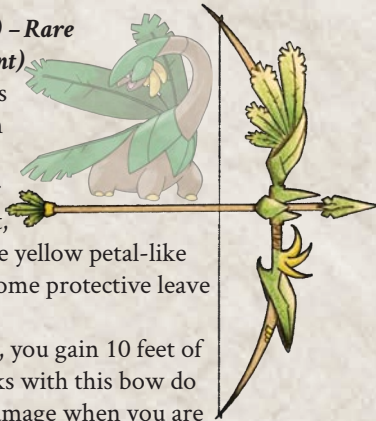 ) – Rare
nt)
s
n
t,
e yellow petal-like
ome protective leave
, you gain 10 feet of
ks with this bow do
amage when you are